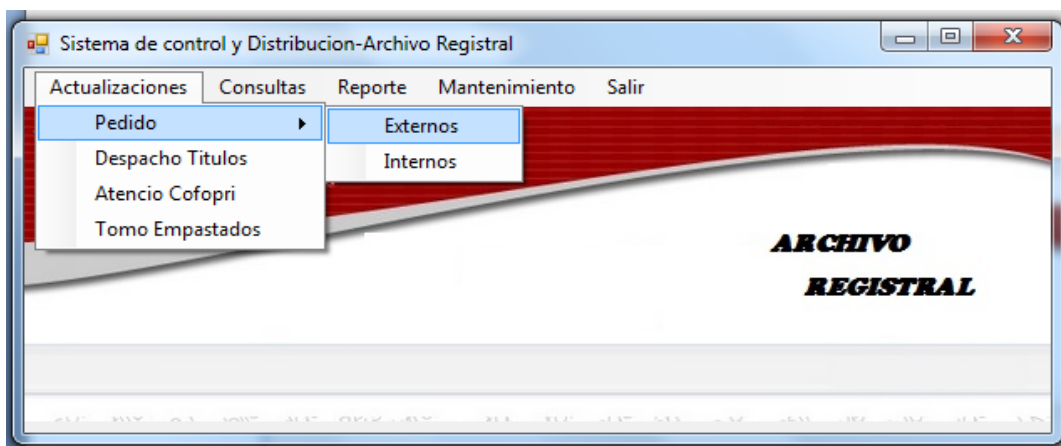 Sistema de control y Distribucion-Archivo Registral
Actualizaciones Consultas Reporte Mantenimiento Salir
Pedido Externos
Despacho Titulos Internos
Atencio Cofopri
Tomo Empastados
ARCHIVO
REGISTRAL